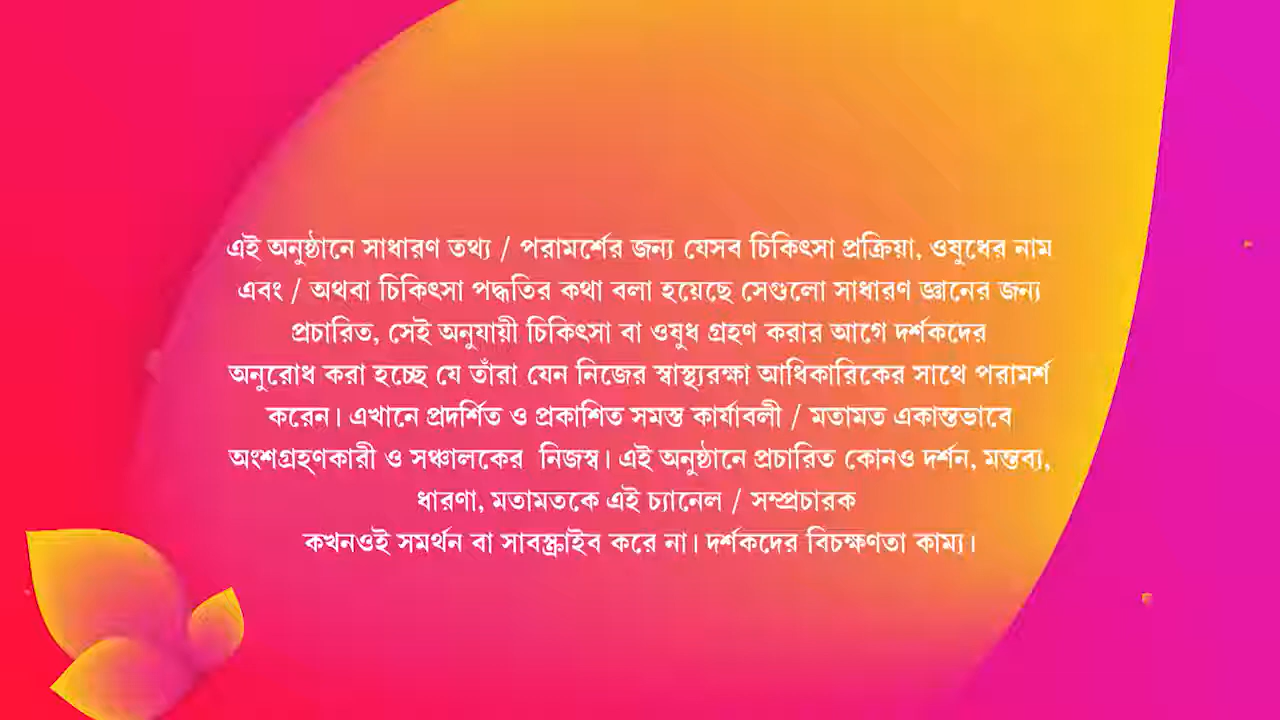 এই অনুষ্ঠানে সাধারণ তথ্য / পরামর্শের জন্য যেসব চিকিৎসা প্রক্রিয়া, ওষুধের নাম
এবং / অথবা চিকিৎসা পদ্ধতির কথা বলা হয়েছে সেগুলো সাধারণ জ্ঞানের জন্য
প্রচারিত, সেই অনুযায়ী চিকিৎসা বা ওষুধ গ্রহণ করার আগে দর্শকদের
অনুরোধ করা হচ্ছে যে তাঁরা যেন নিজের স্বাস্থ্যরক্ষা আধিকারিকের সাথে পরামর্শ
করেন। এখানে প্রদর্শিত ও প্রকাশিত সমস্ত কার্যাবলী / মতামত একান্তভাবে
অংশগ্রহণকারী ও সঞ্চালকের নিজস্ব। এই অনুষ্ঠানে প্রচারিত কোনও দর্শন, মন্তব্য,
ধারণা, মতামতকে এই চ্যানেল / সম্প্রচারক
কখনওই সমর্থন বা সাবস্ক্রাইব করে না। দর্শকদের বিচক্ষণতা কাম্য।